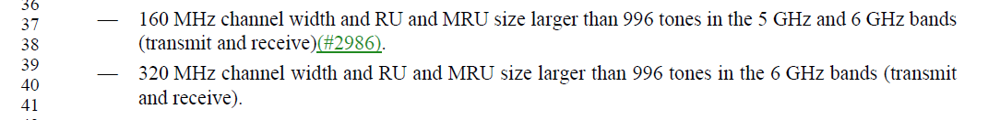 36
37 — 160 MHz channel width and RU and MRU size larger than 996 tones in the 5 GHz and 6 GHz bands
38 (transmit and receive)(#2986).
39
— 320 MHz channel width and RU and MRU size larger than 996 tones in the 6 GHz bands (transmit
40
41 and receive).